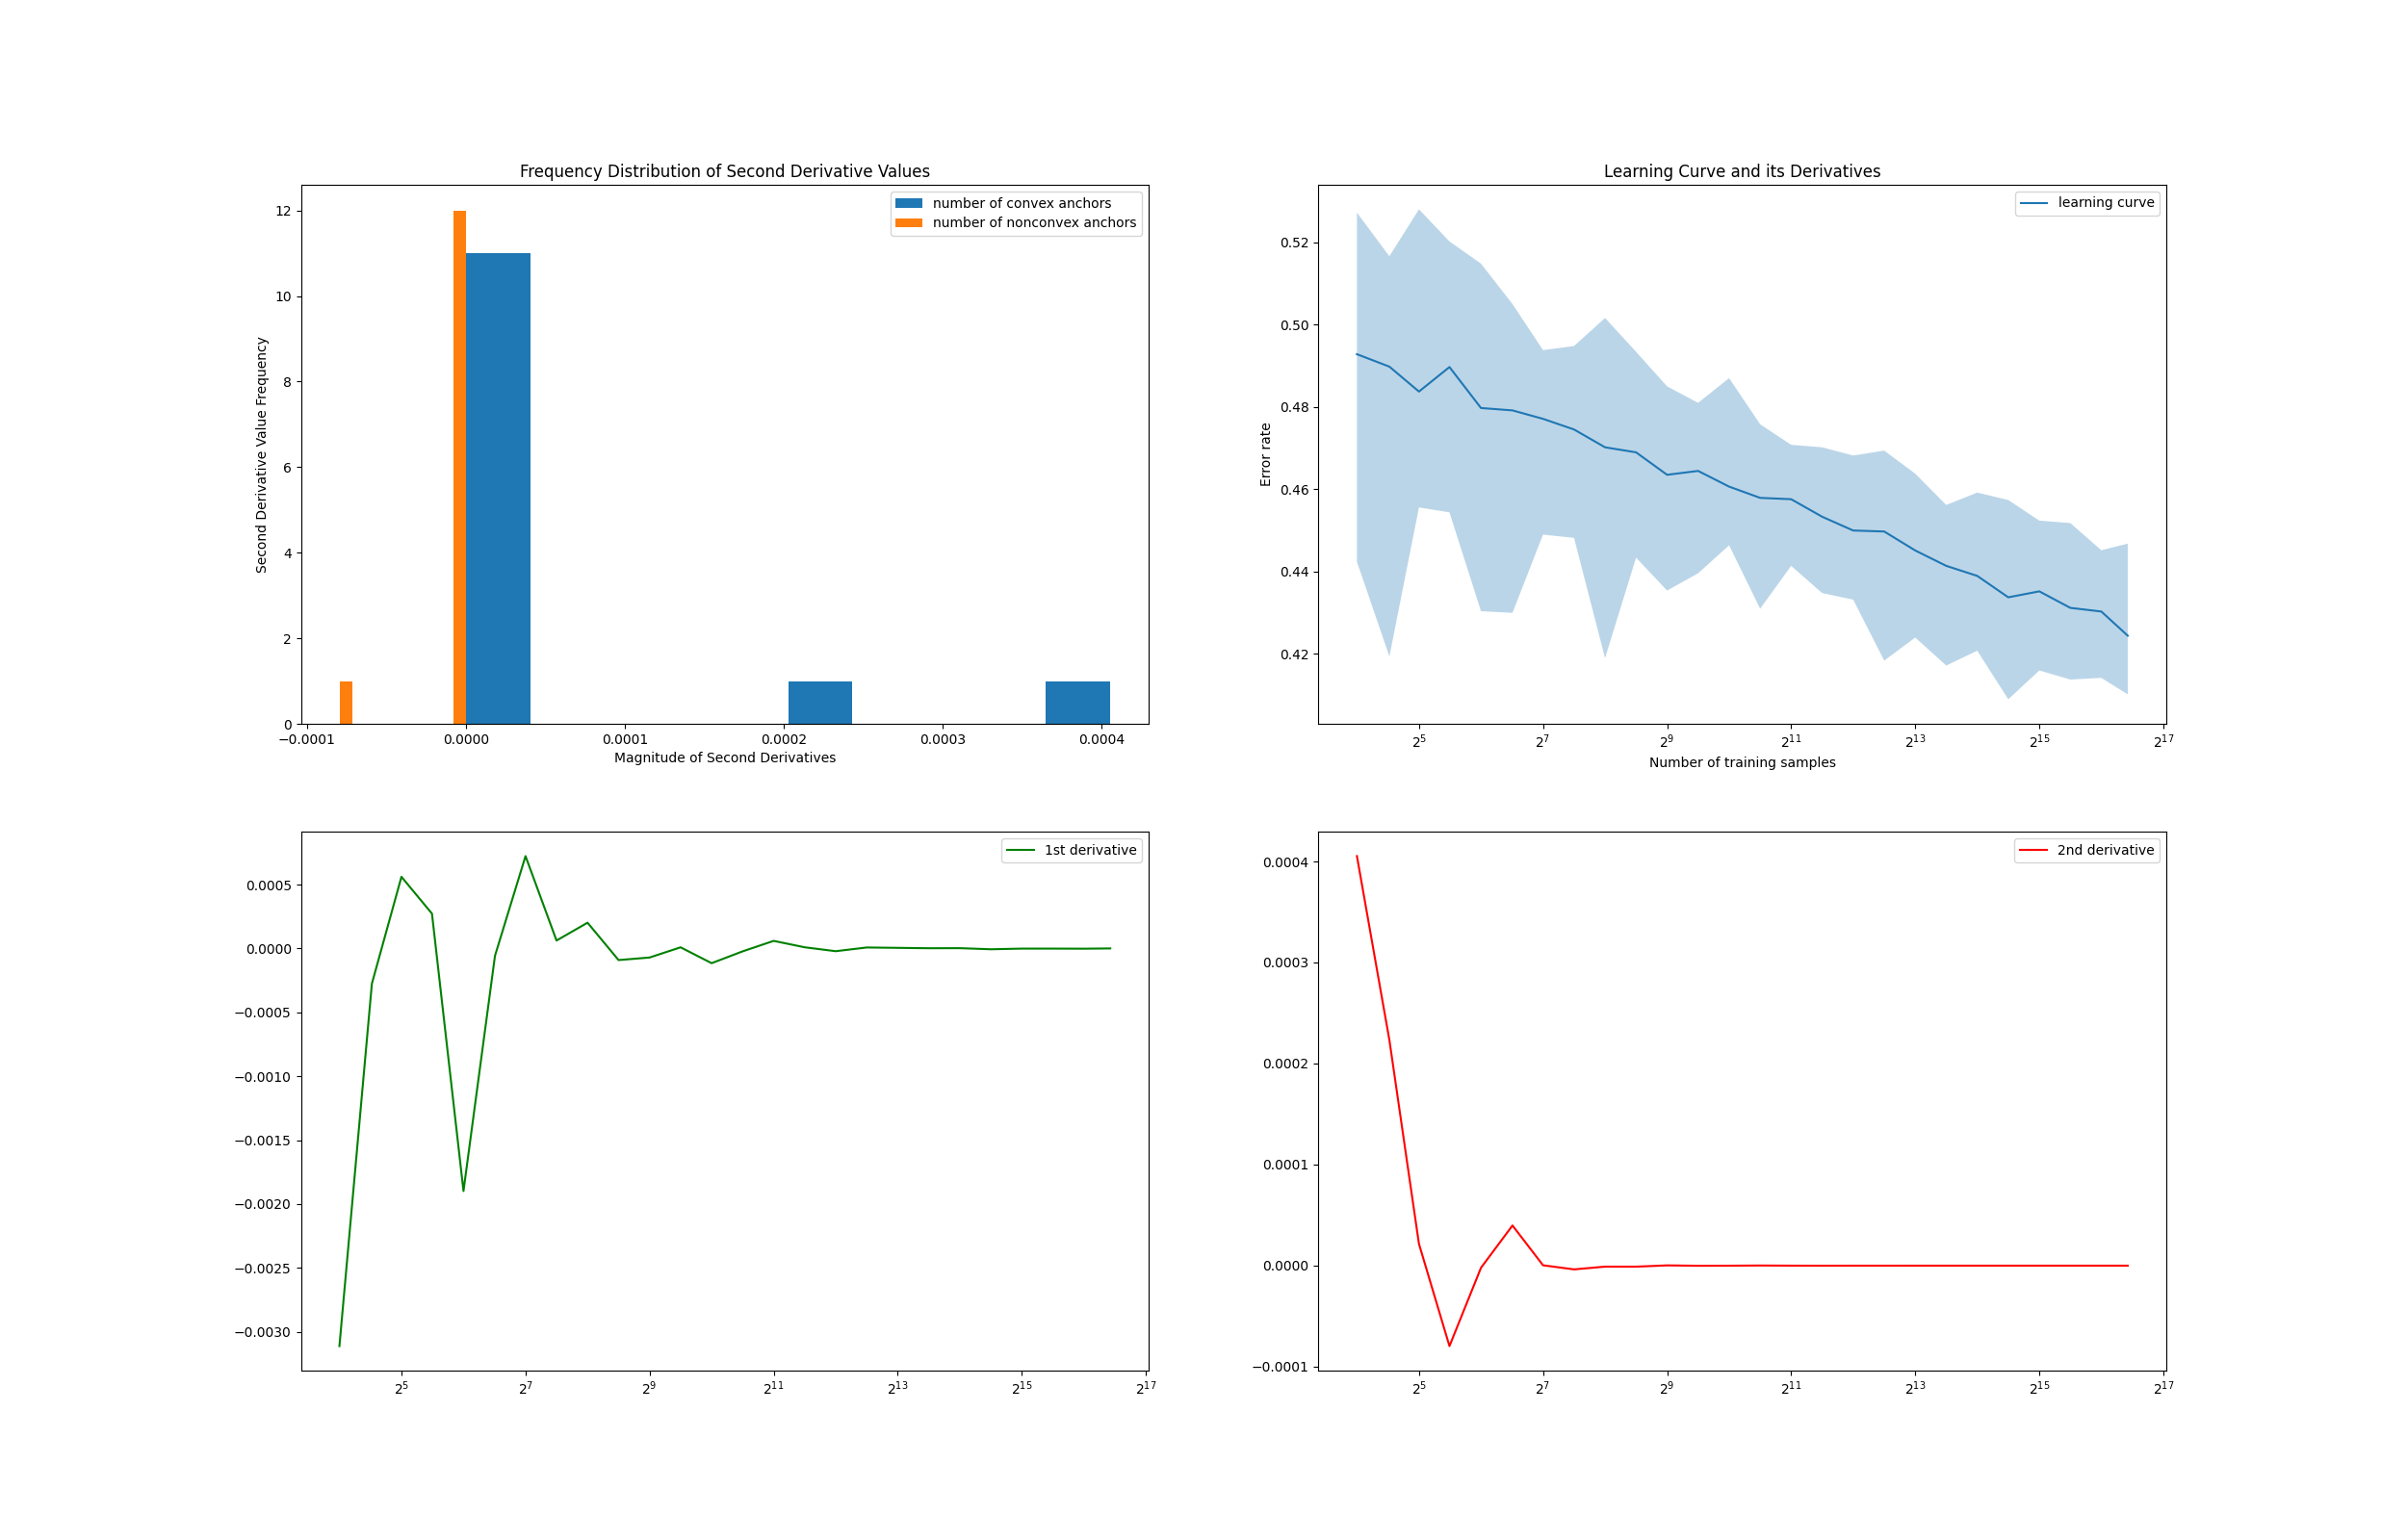 Frequency Distribution of Second Derivative Values
number of convex anchors
number of nonconvex anchors
12
10
8
6
4
2
0
Second Derivative Value Frequency
−0.0001 0.0000 0.0001 0.0002 0.0003 0.0004
Magnitude of Second Derivatives
Learning Curve and its Derivatives
learning curve
0.52
0.50
0.48
0.46
0.44
0.42
Error rate
2^5 2^7 2^9 2^11 2^13 2^15 2^17
Number of training samples
1st derivative
0.0005
0.0000
−0.0005
−0.0010
−0.0015
−0.0020
−0.0025
−0.0030
2^5 2^7 2^9 2^11 2^13 2^15 2^17
2nd derivative
0.0004
0.0003
0.0002
0.0001
0.0000
−0.0001
2^5 2^7 2^9 2^11 2^13 2^15 2^17